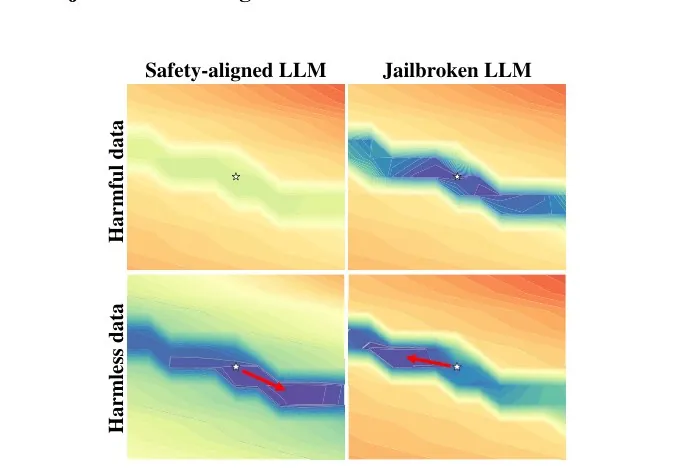 Safety-aligned LLM
Jailbroken LLM
Harmful data
Harmless data